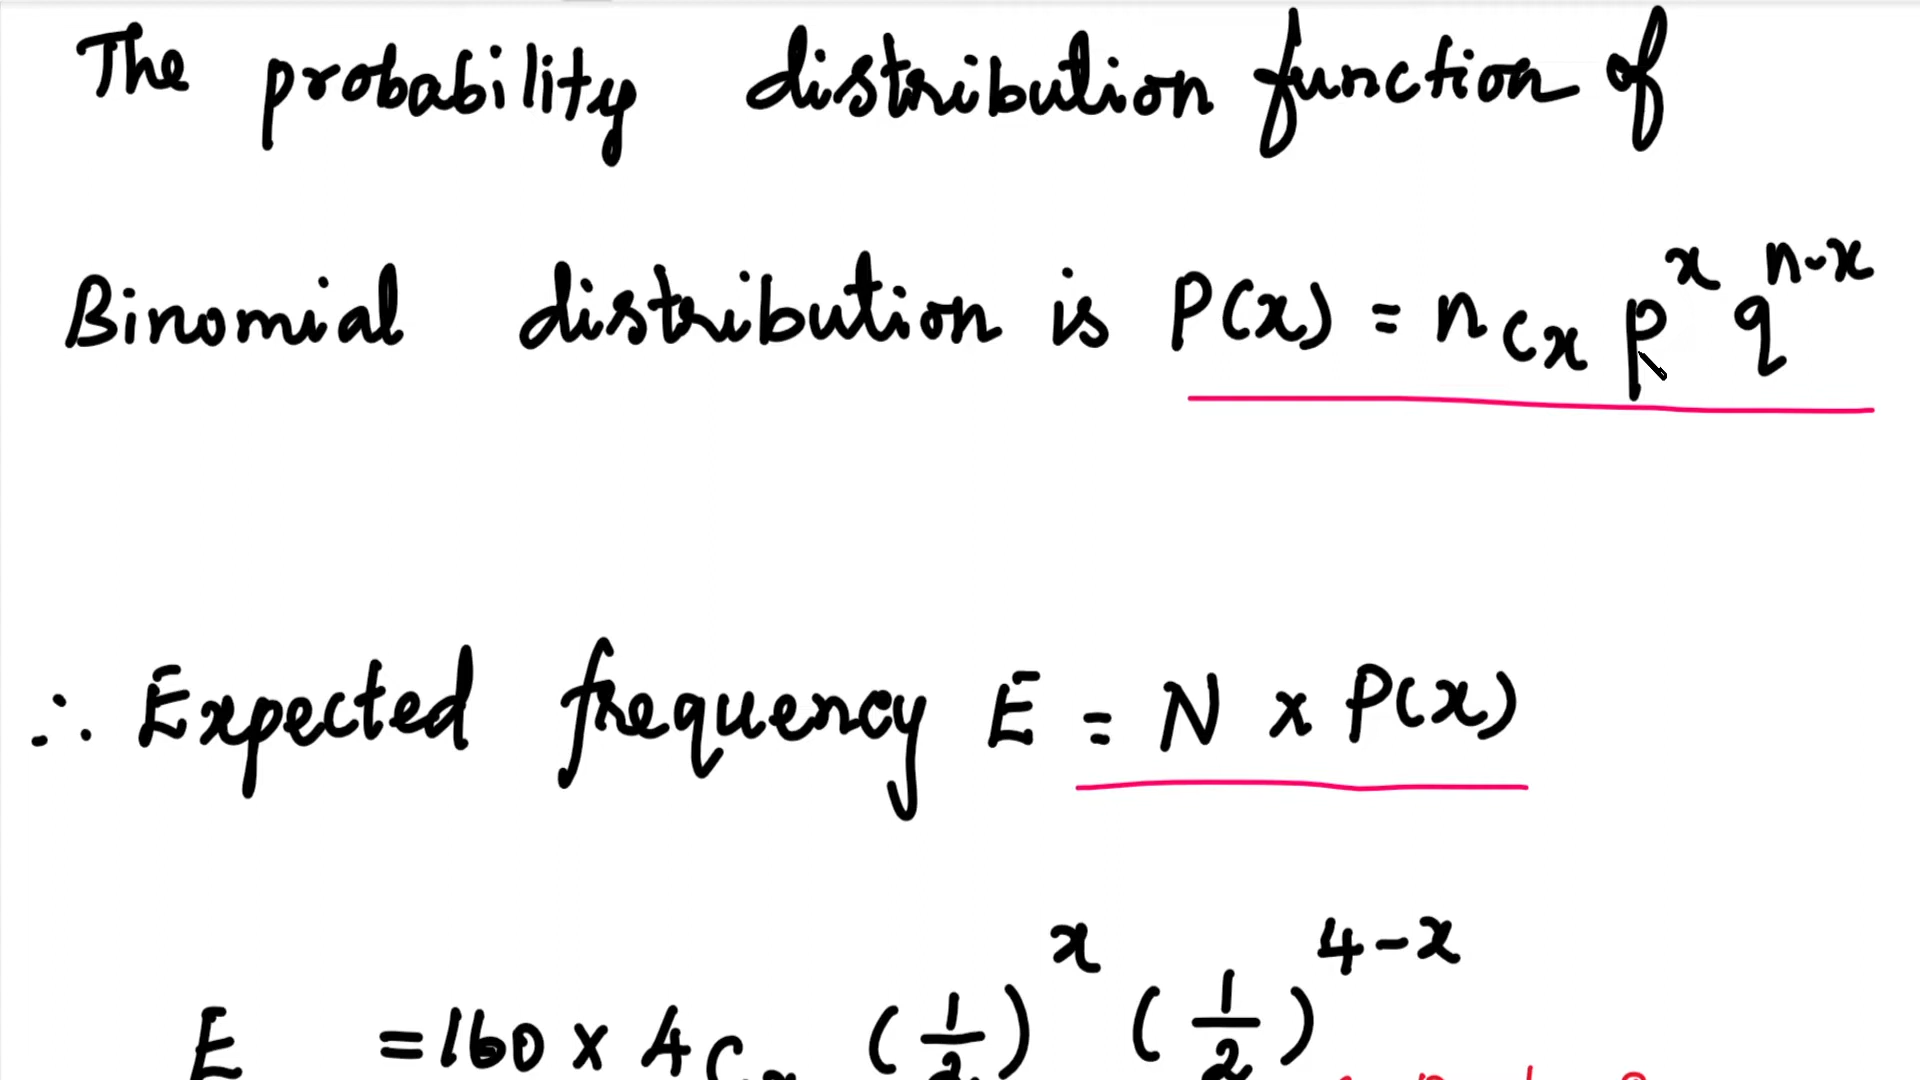 The probability distribution function of
Binomial distribution is P(x) = nCx p^x q^n-x
∴ Expected frequency E = N x P(x)
E = 160 x 4Cx (1/2)^x (1/2)^4-x